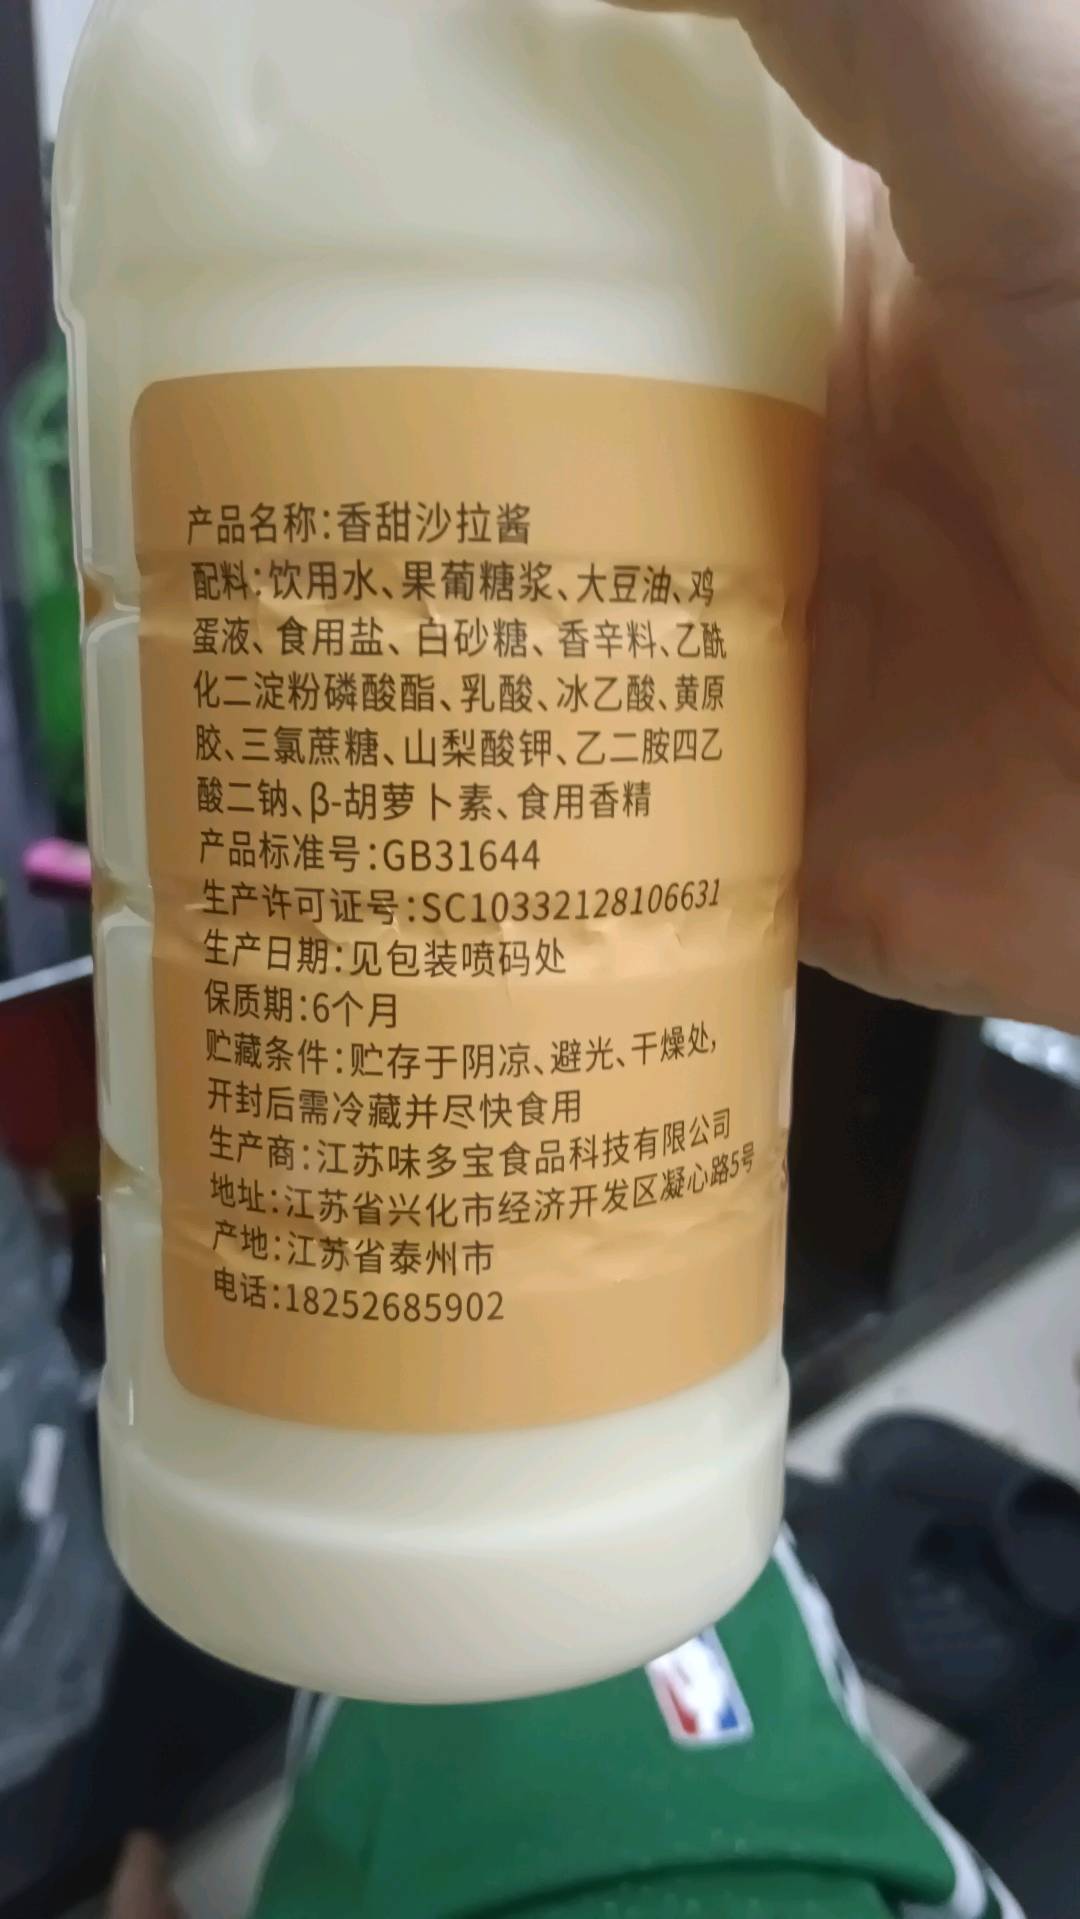 产品名称:香甜沙拉酱
配料:饮用水、果葡糖浆、大豆油、鸡
蛋液、食用盐、白砂糖、香辛料、乙酰
化二淀粉磷酸酯、乳酸、冰乙酸、黄原
胶、三氯蔗糖、山梨酸钾、乙二胺四乙
酸二钠、β-胡萝卜素、食用香精
产品标准号:GB31644
生产许可证号:SC10332128106631
生产日期:见包装喷码处
保质期:6个月
贮藏条件:贮存于阴凉、避光、干燥处,
开封后需冷藏并尽快食用
生产商:江苏味多宝食品科技有限公司
地址:江苏省兴化市经济开发区凝心路5号
产地:江苏省泰州市
电话:18252685902